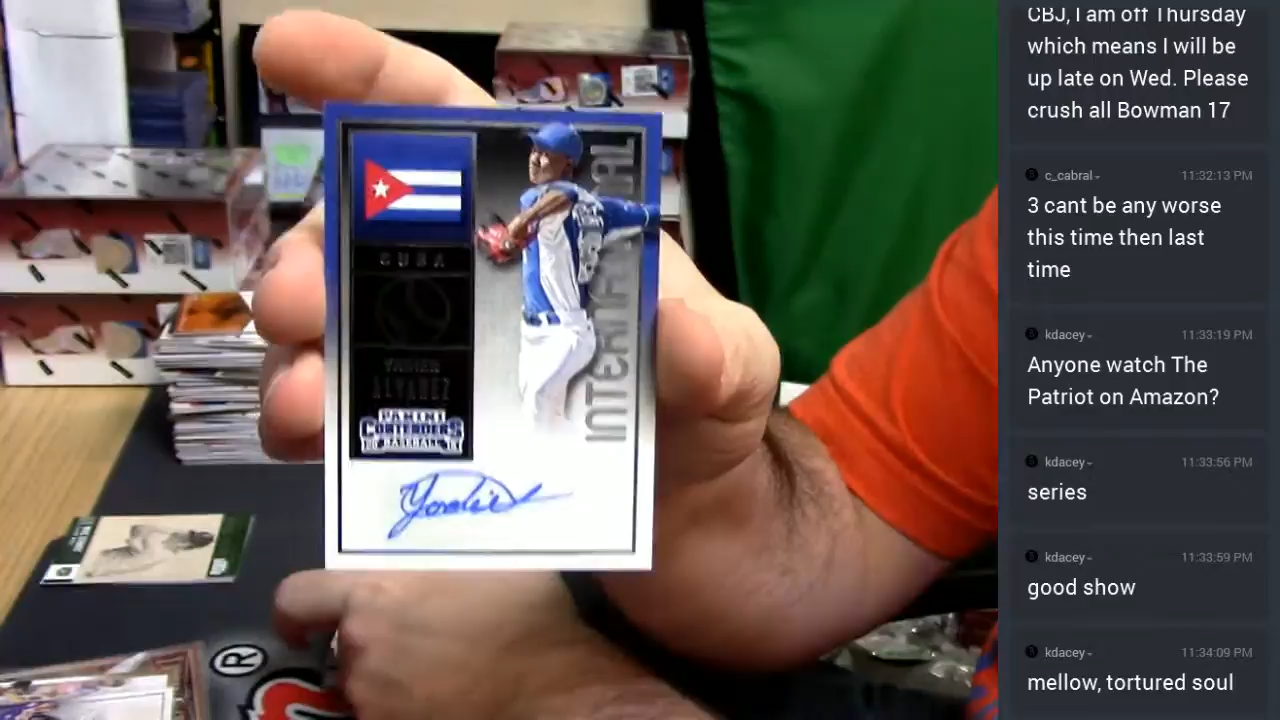 CUBA
YADIER
ALVAREZ
PANINI
CONTENDERS
BASEBALL
INTERNATIONAL
Yadier
®
CBJ, I am off Thursday
which means I will be
up late on Wed. Please
crush all Bowman 17
c_cabral
11:32:13 PM
3 cant be any worse
this time then last
time
kdacey
11:33:19 PM
Anyone watch The
Patriot on Amazon?
kdacey
11:33:56 PM
series
kdacey
11:33:59 PM
good show
kdacey
11:34:09 PM
mellow, tortured soul